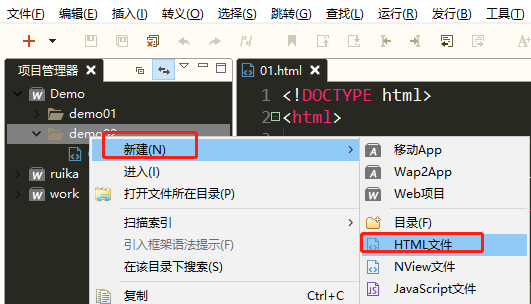 文件(F) 编辑(E) 插入(I) 转义(O) 选择(S) 跳转(G) 查找(L) 运行(R) 发行(B) 工具(T)
项目管理器
01.html
Demo
demo01
ruika
work
1 <!DOCTYPE html>
2 <html>
新建(N)
进入(I)
打开文件所在目录(P)
扫描索引
引入框架语法提示(F)
在该目录下搜索(S)
复制 Ctrl+C
移动App
Wap2App
Web项目
目录(F)
HTML文件
NView文件
JavaScript文件